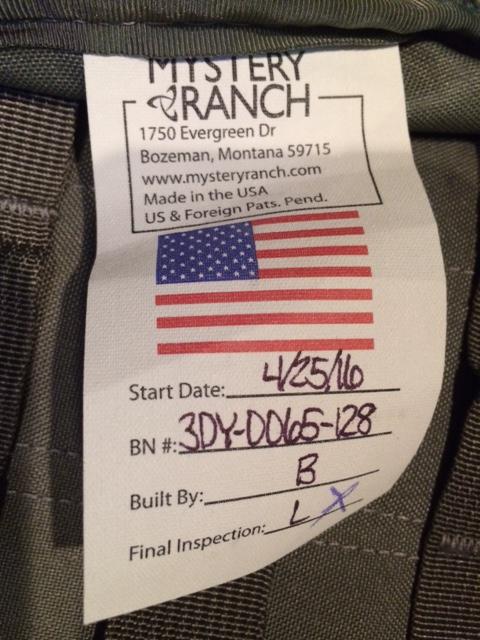 MYSTERY
RANCH
1750 Evergreen Dr
Bozeman, Montana 59715
www.mysteryranch.com
Made in the USA
US & Foreign Pats. Pend.
Start Date: 4/25/16
BN #: 3DY-D065-128
Built By: B
Final Inspection: L X